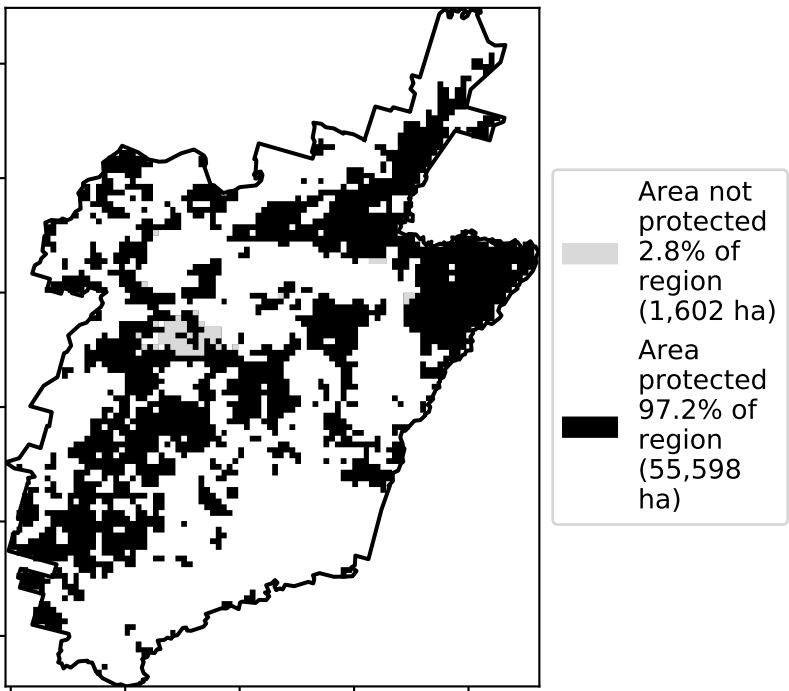 Area not
protected
2.8% of
region
(1,602 ha)
Area
protected
97.2% of
region
(55,598
ha)